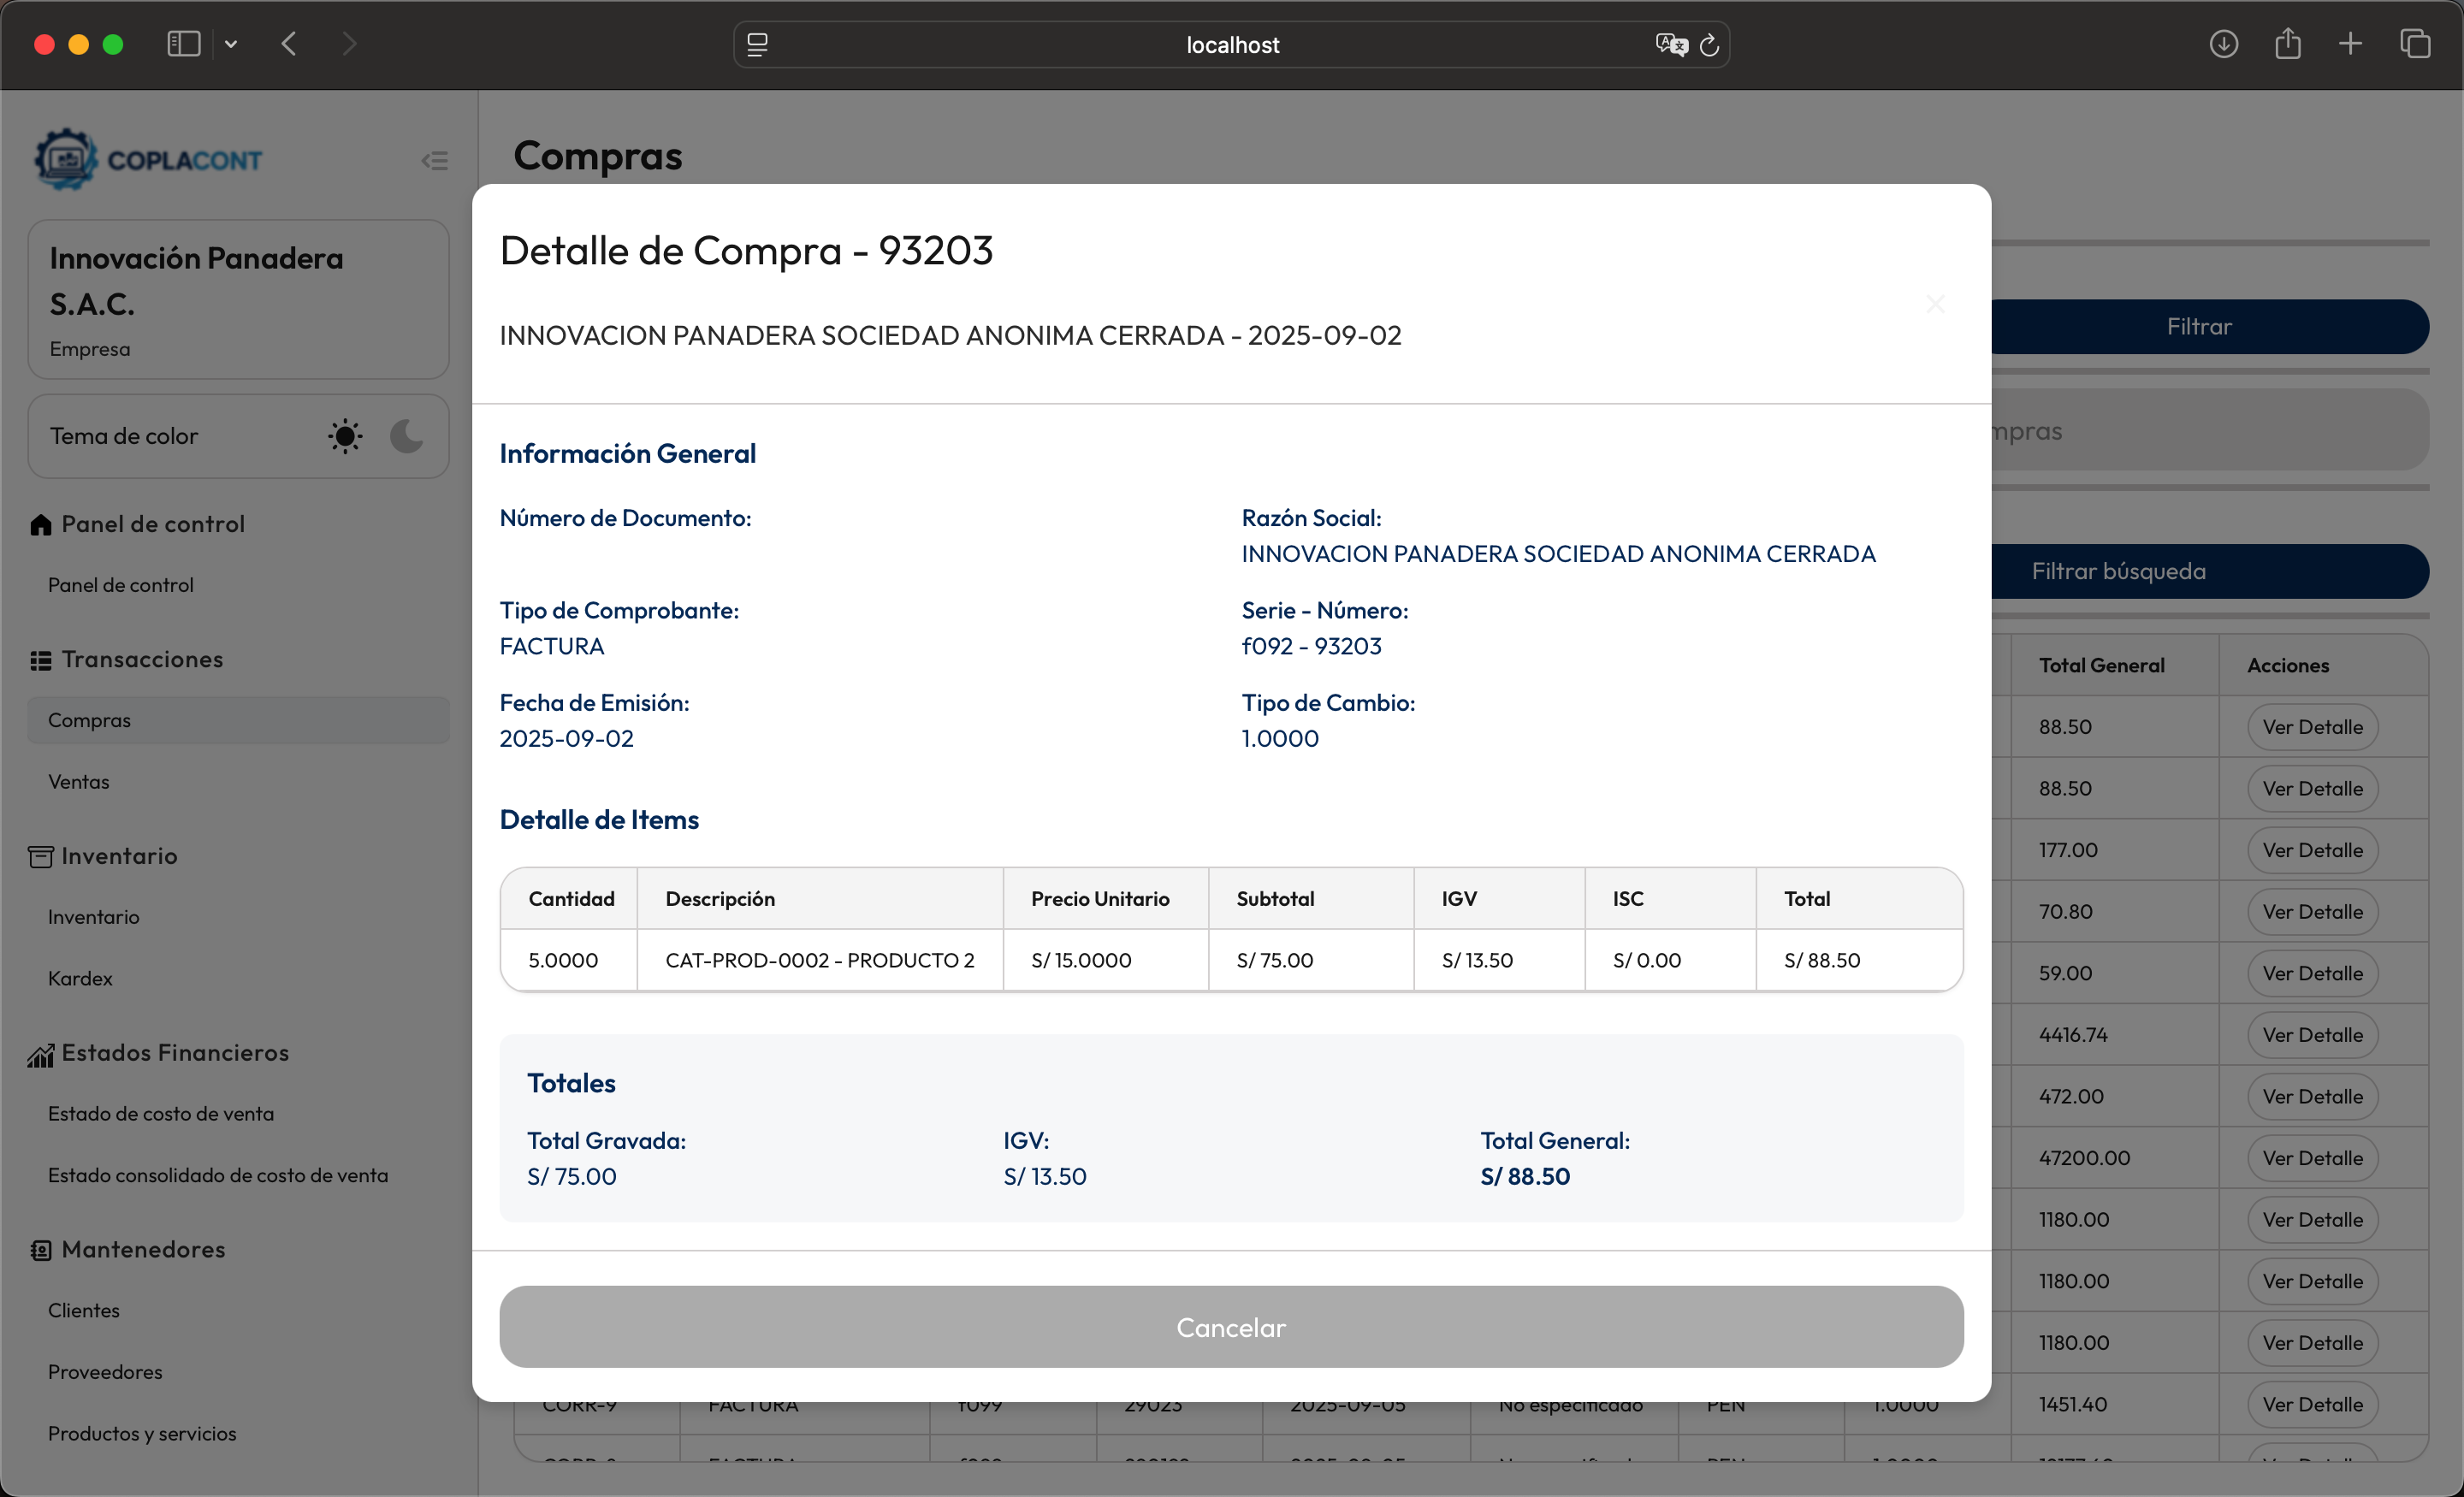 localhost
COPLACONT
Innovación Panadera
S.A.C.
Empresa
Tema de color
Panel de control
Panel de control
Transacciones
Compras
Ventas
Inventario
Inventario
Kardex
Estados Financieros
Estado de costo de venta
Estado consolidado de costo de venta
Mantenedores
Clientes
Proveedores
Productos y servicios
Compras
Filtrar
mpras
Filtrar búsqueda
Total General Acciones
88.50 Ver Detalle
88.50 Ver Detalle
177.00 Ver Detalle
70.80 Ver Detalle
59.00 Ver Detalle
4416.74 Ver Detalle
472.00 Ver Detalle
47200.00 Ver Detalle
1180.00 Ver Detalle
1180.00 Ver Detalle
1180.00 Ver Detalle
CORR-9 FACTURA f099 29023 2025-09-05 No especificado PEN 1.0000 1451.40 Ver Detalle
Detalle de Compra - 93203
INNOVACION PANADERA SOCIEDAD ANONIMA CERRADA - 2025-09-02
Información General
Número de Documento:
Razón Social:
INNOVACION PANADERA SOCIEDAD ANONIMA CERRADA
Tipo de Comprobante:
FACTURA
Serie - Número:
f092 - 93203
Fecha de Emisión:
2025-09-02
Tipo de Cambio:
1.0000
Detalle de Items
Cantidad Descripción Precio Unitario Subtotal IGV ISC Total
5.0000 CAT-PROD-0002 - PRODUCTO 2 S/ 15.0000 S/ 75.00 S/ 13.50 S/ 0.00 S/ 88.50
Totales
Total Gravada:
S/ 75.00
IGV:
S/ 13.50
Total General:
S/ 88.50
Cancelar